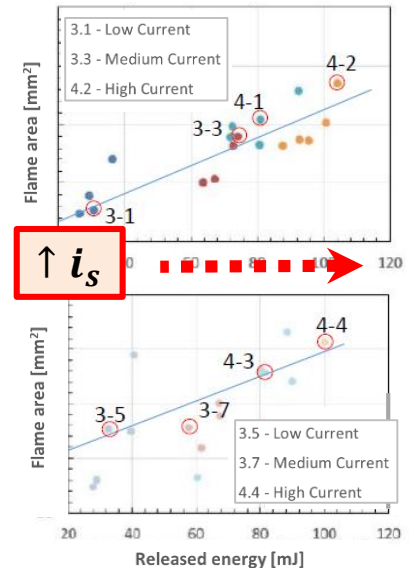 3.1 - Low Current
3.3 - Medium Current
4.2 - High Current
4-2
4-1
3-3
3-1
Flame area [mm²]
40
60
80
100
120
↑ iₛ
4-4
4-3
3-5
3-7
3.5 - Low Current
3.7 - Medium Current
4.4 - High Current
Flame area [mm²]
20
40
60
80
100
120
Released energy [mJ]